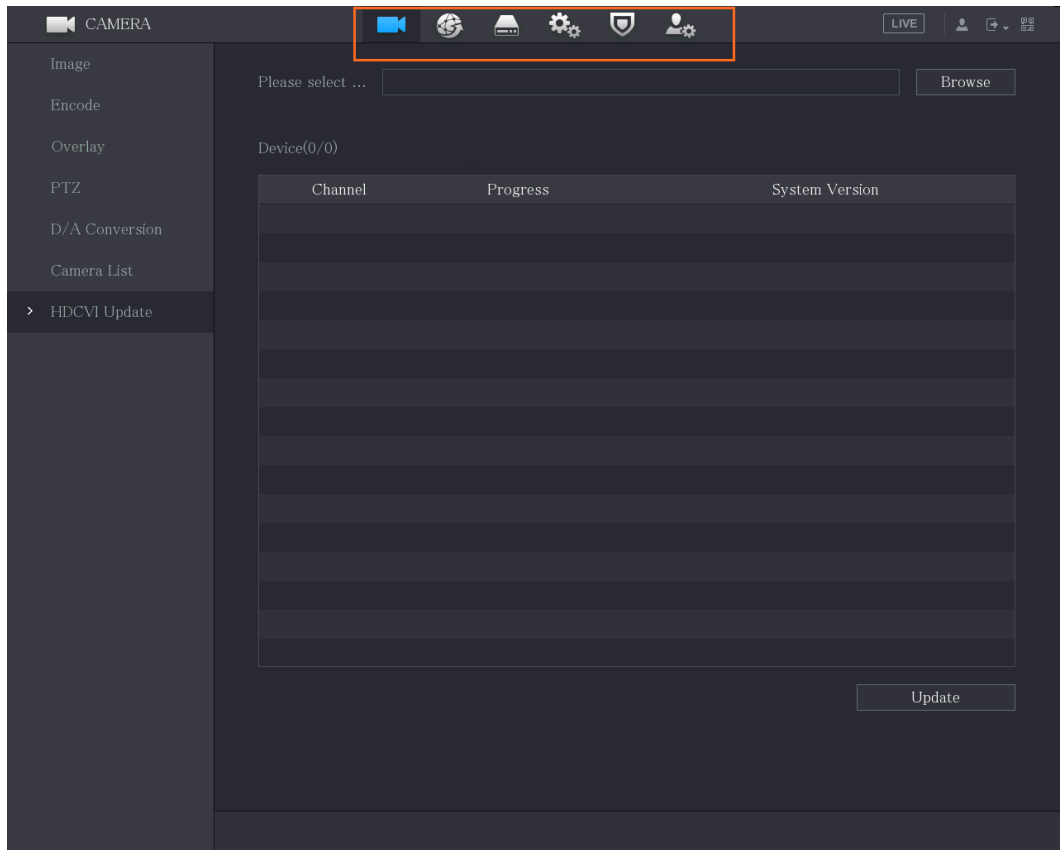 CAMERA
LIVE
Image
Encode
Overlay
PTZ
D/A Conversion
Camera List
HDCVI Update
Please select ...
Browse
Device(0/0)
Channel Progress System Version
Update